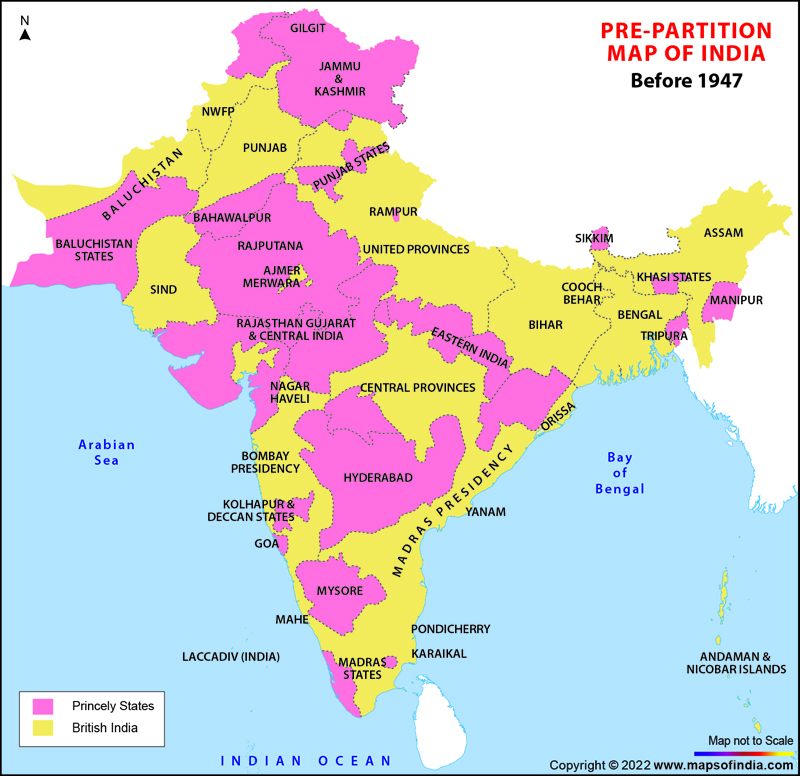 N
PRE-PARTITION
MAP OF INDIA
Before 1947
GILGIT
JAMMU
&
KASHMIR
NWFP
PUNJAB
PUNJAB STATES
BALUCHISTAN
BAHAWALPUR
RAMPUR
BALUCHISTAN
STATES
RAJPUTANA
UNITED PROVINCES
SIKKIM
ASSAM
AJMER
MERWARA
SIND
COOCH
BEHAR
KHASI STATES
MANIPUR
RAJASTHAN GUJARAT
& CENTRAL INDIA
EASTERN INDIA
BIHAR
BENGAL
TRIPURA
NAGAR
HAVELI
CENTRAL PROVINCES
ORISSA
Arabian
Sea
BOMBAY
PRESIDENCY
HYDERABAD
MADRAS PRESIDENCY
Bay
of
Bengal
KOLHAPUR &
DECCAN STATES
YANAM
GOA
MYSORE
MAHE
PONDICHERRY
LACCADIV (INDIA)
MADRAS
STATES
KARAIKAL
ANDAMAN &
NICOBAR ISLANDS
Princely States
British India
INDIAN OCEAN
Map not to Scale
Copyright © 2022 www.mapsofindia.com